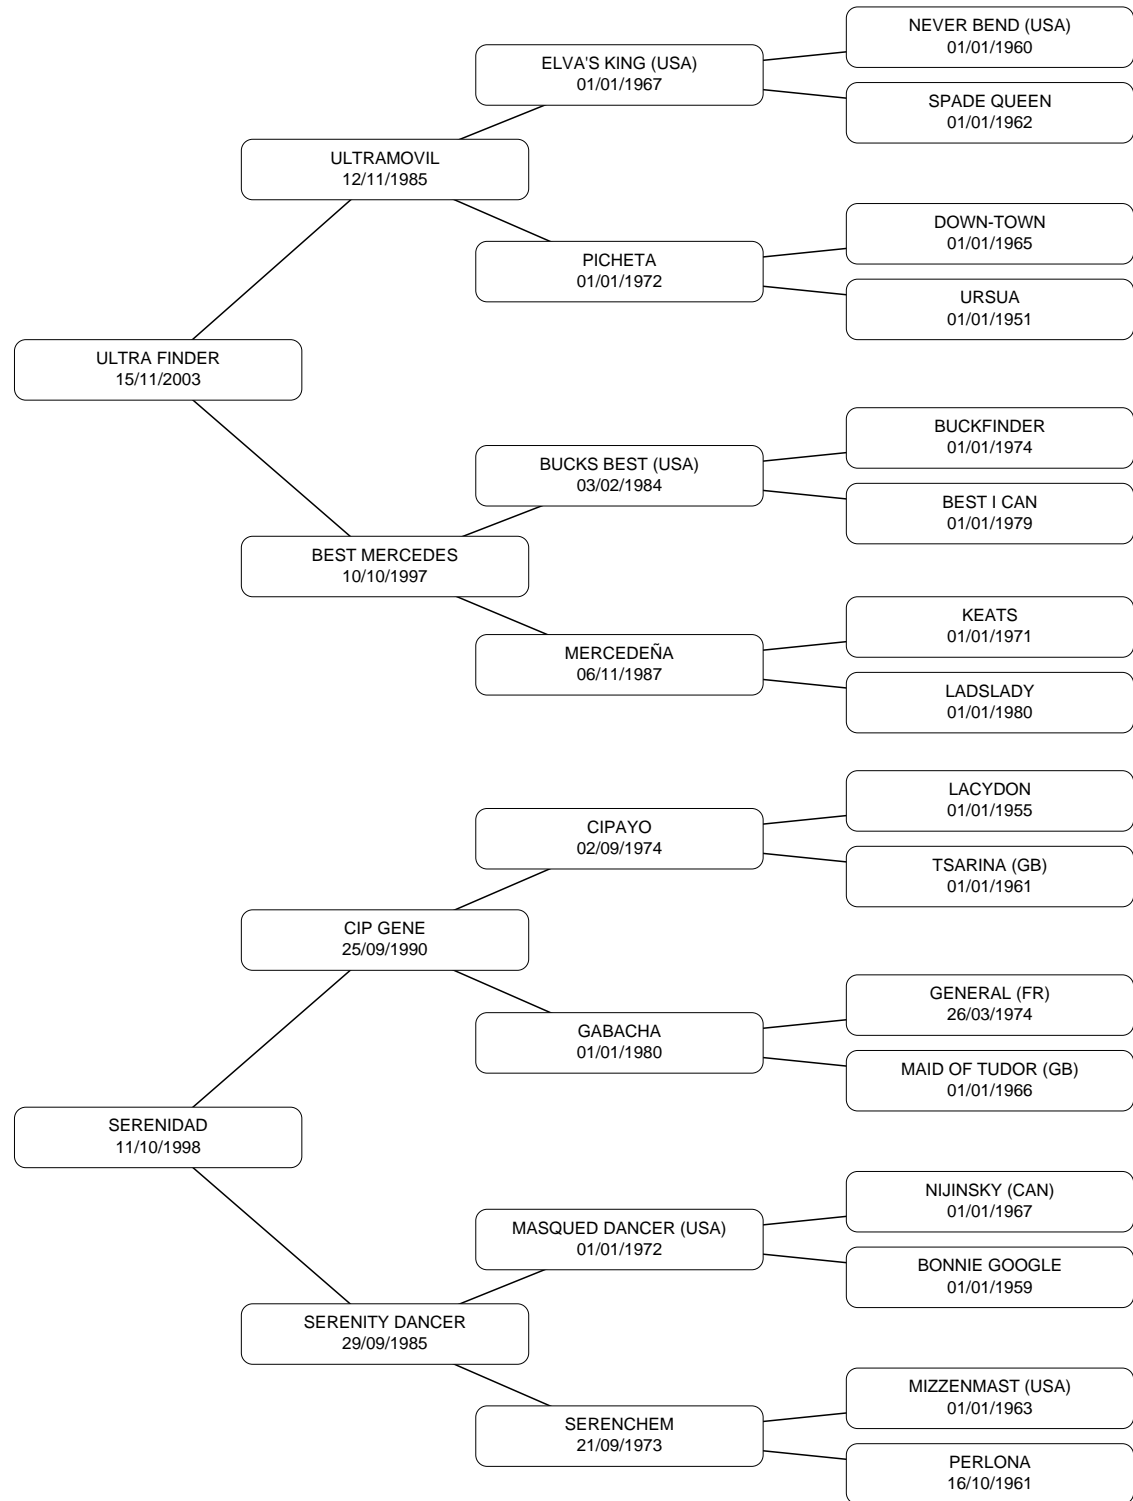 NEVER BEND (USA)
01/01/1960
ELVA'S KING (USA)
01/01/1967
SPADE QUEEN
01/01/1962
ULTRAMOVIL
12/11/1985
DOWN-TOWN
01/01/1965
PICHETA
01/01/1972
URSUA
01/01/1951
ULTRA FINDER
15/11/2003
BUCKFINDER
01/01/1974
BUCKS BEST (USA)
03/02/1984
BEST I CAN
01/01/1979
BEST MERCEDES
10/10/1997
KEATS
01/01/1971
MERCEDEÑA
06/11/1987
LADSLADY
01/01/1980
LACYDON
01/01/1955
CIPAYO
02/09/1974
TSARINA (GB)
01/01/1961
CIP GENE
25/09/1990
GENERAL (FR)
26/03/1974
GABACHA
01/01/1980
MAID OF TUDOR (GB)
01/01/1966
SERENIDAD
11/10/1998
NIJINSKY (CAN)
01/01/1967
MASQUED DANCER (USA)
01/01/1972
BONNIE GOOGLE
01/01/1959
SERENITY DANCER
29/09/1985
MIZZENMAST (USA)
01/01/1963
SERENCHEM
21/09/1973
PERLONA
16/10/1961